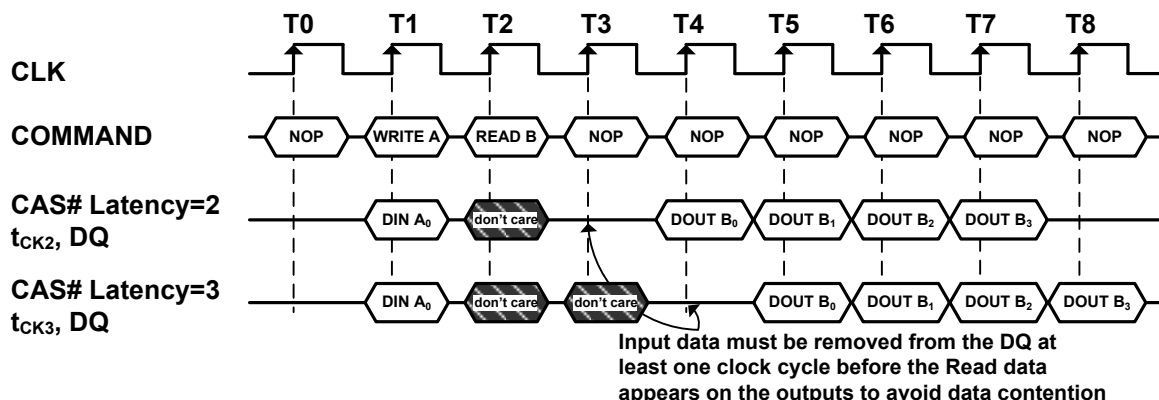 T0 T1 T2 T3 T4 T5 T6 T7 T8
CLK
COMMAND NOP WRITE A READ B NOP NOP NOP NOP NOP NOP
CAS# Latency=2
tCK2, DQ DIN A0 don't care DOUT B0 DOUT B1 DOUT B2 DOUT B3
CAS# Latency=3
tCK3, DQ DIN A0 don't care don't care DOUT B0 DOUT B1 DOUT B2 DOUT B3
Input data must be removed from the DQ at
least one clock cycle before the Read data
appears on the outputs to avoid data contention